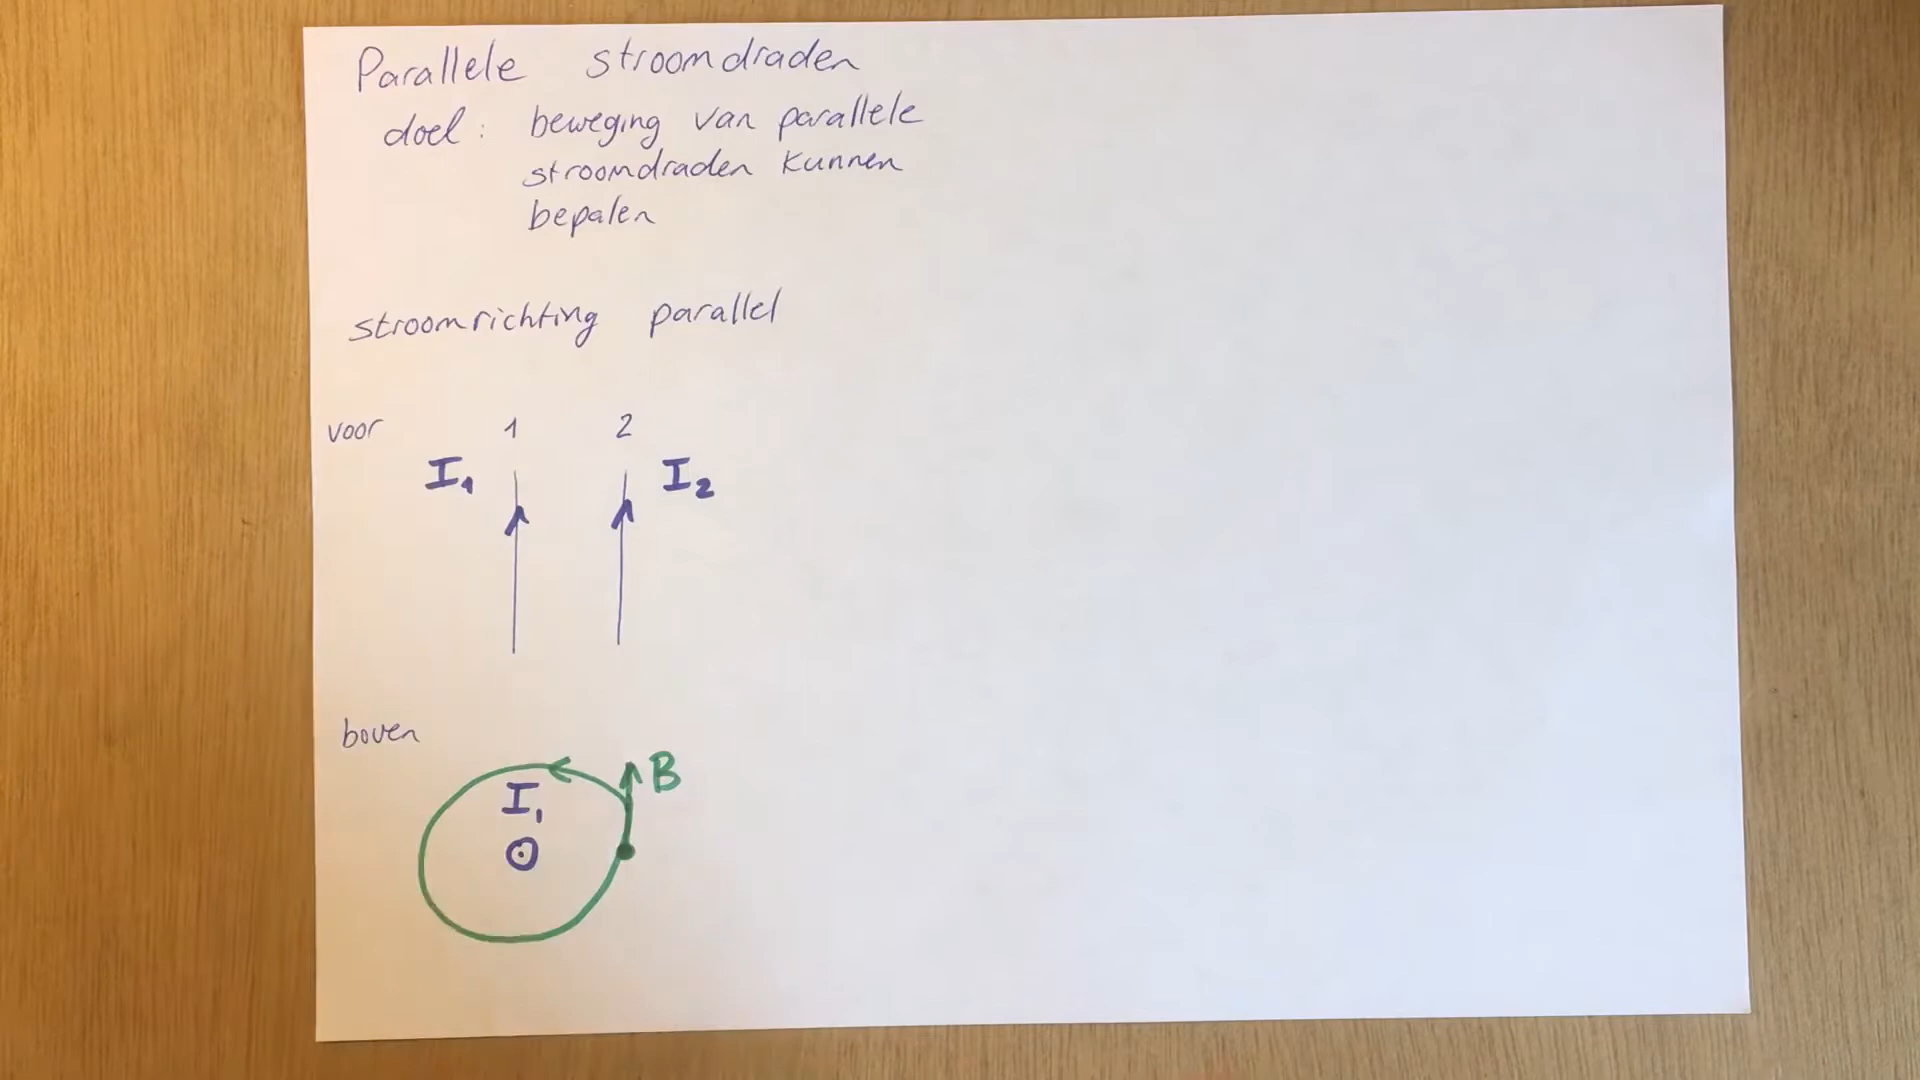 Parallele stroomdraden
doel: beweging van parallele
stroomdraden kunnen
bepalen
stroomrichting parallel
voor 1 2
I₁ I₂
boven
B
I₁